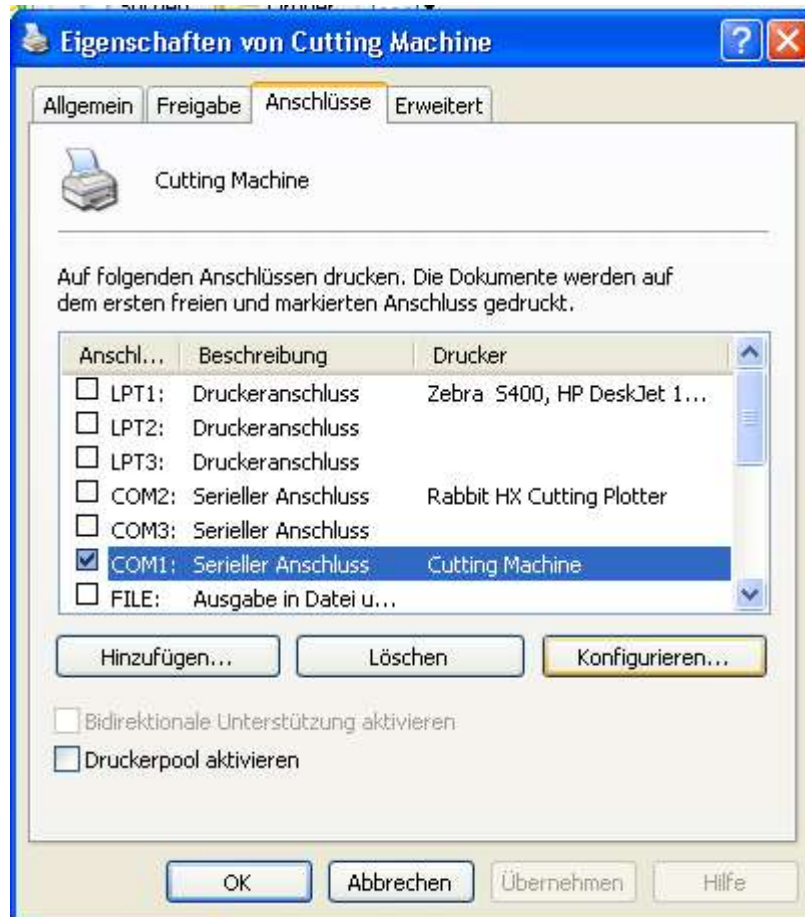 Eigenschaften von Cutting Machine
Allgemein Freigabe Anschlüsse Erweitert
Cutting Machine
Auf folgenden Anschlüssen drucken. Die Dokumente werden auf
dem ersten freien und markierten Anschluss gedruckt.
Anschl... Beschreibung Drucker
LPT1: Druckeranschluss Zebra S400, HP DeskJet 1...
LPT2: Druckeranschluss
LPT3: Druckeranschluss
COM2: Serieller Anschluss Rabbit HX Cutting Plotter
COM3: Serieller Anschluss
COM1: Serieller Anschluss Cutting Machine
FILE: Ausgabe in Datei u...
Hinzufügen... Löschen Konfigurieren...
Bidirektionale Unterstützung aktivieren
Druckerpool aktivieren
OK Abbrechen Übernehmen Hilfe